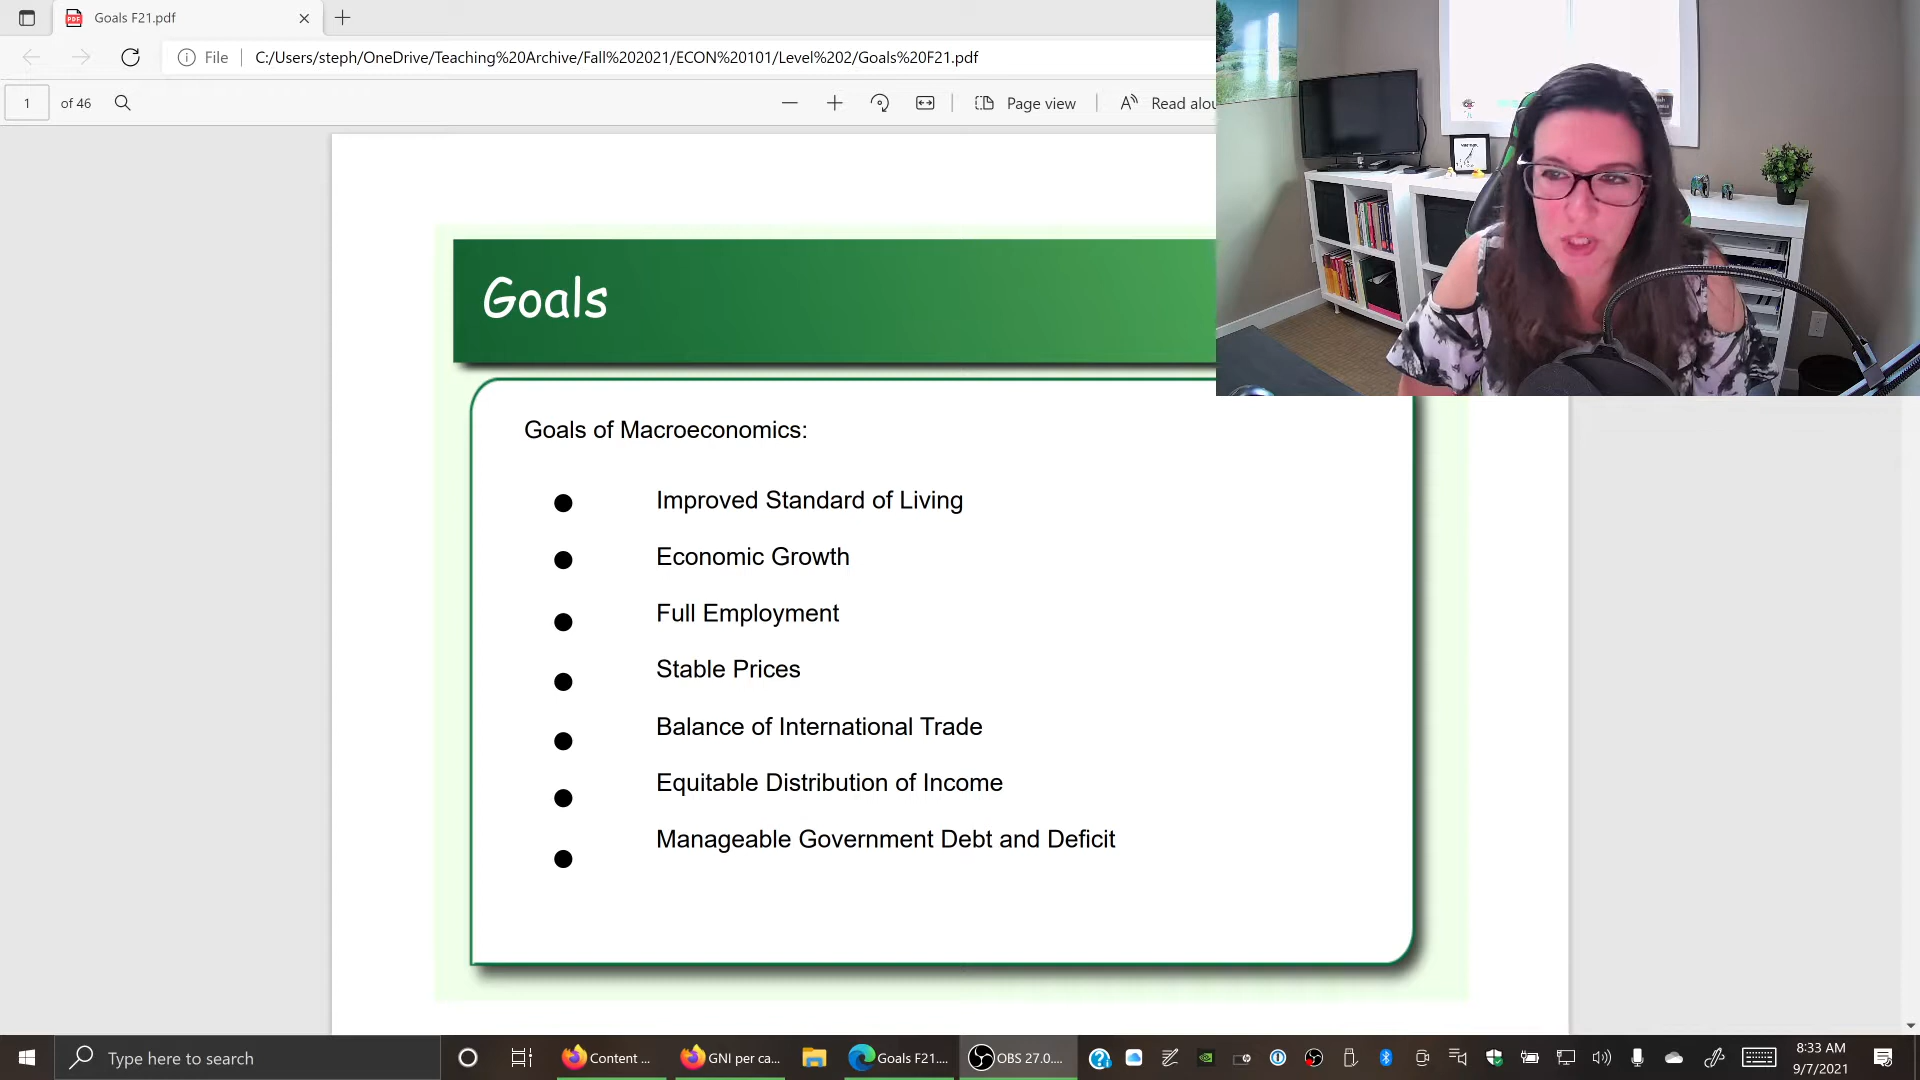 Goals F21.pdf
File
C:/Users/steph/OneDrive/Teaching%20Archive/Fall%202021/ECON%20101/Level%202/Goals%20F21.pdf
1 of 46
Page view
Read alou
Goals
Goals of Macroeconomics:
● Improved Standard of Living
● Economic Growth
● Full Employment
● Stable Prices
● Balance of International Trade
● Equitable Distribution of Income
● Manageable Government Debt and Deficit
Type here to search
Content ...
GNI per ca...
Goals F21....
OBS 27.0....
8:33 AM
9/7/2021